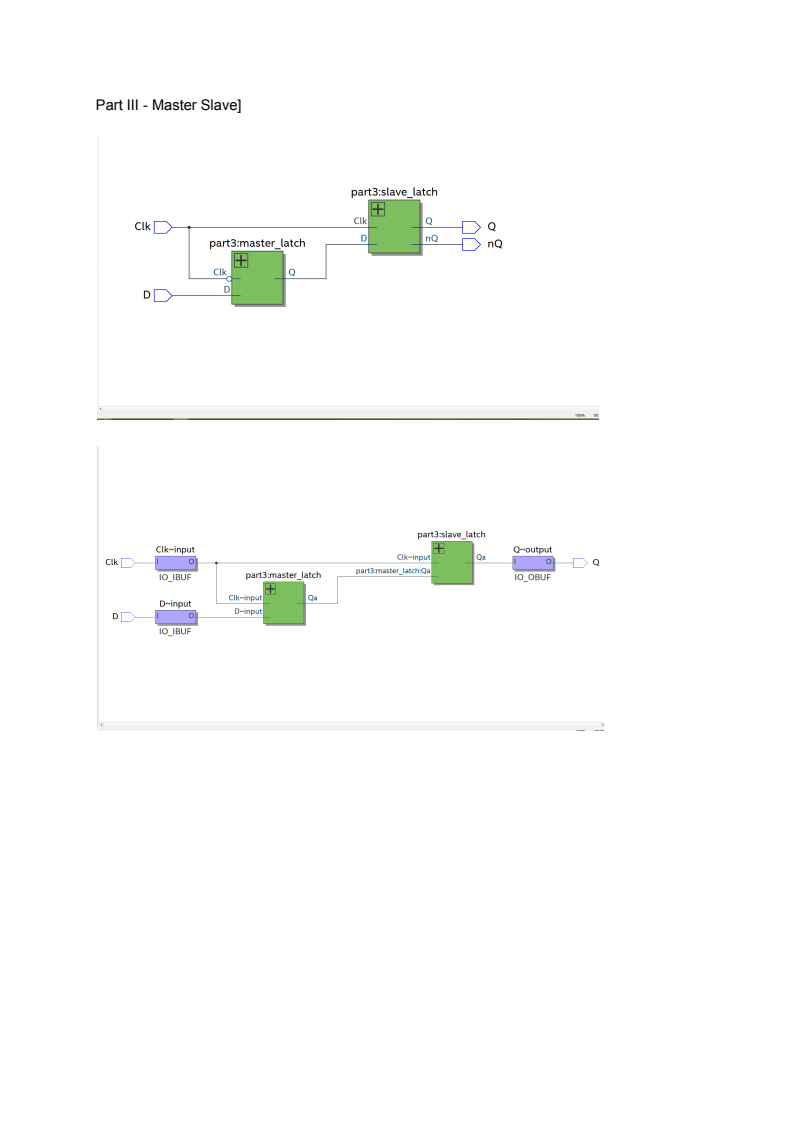 Part III - Master Slave]
part3:slave_latch
Clk
Clk
Q
Q
part3:master_latch
D
nQ
nQ
Clk
Q
D
D
100%
Clk~input
IO_IBUF
part3:slave_latch
Clk~input
Qa
part3:master_latch:Qa
Q~output
I
O
IO_OBUF
Q
Clk
I
O
part3:master_latch
Clk~input
Qa
D~input
D~input
D
I
O
IO_IBUF